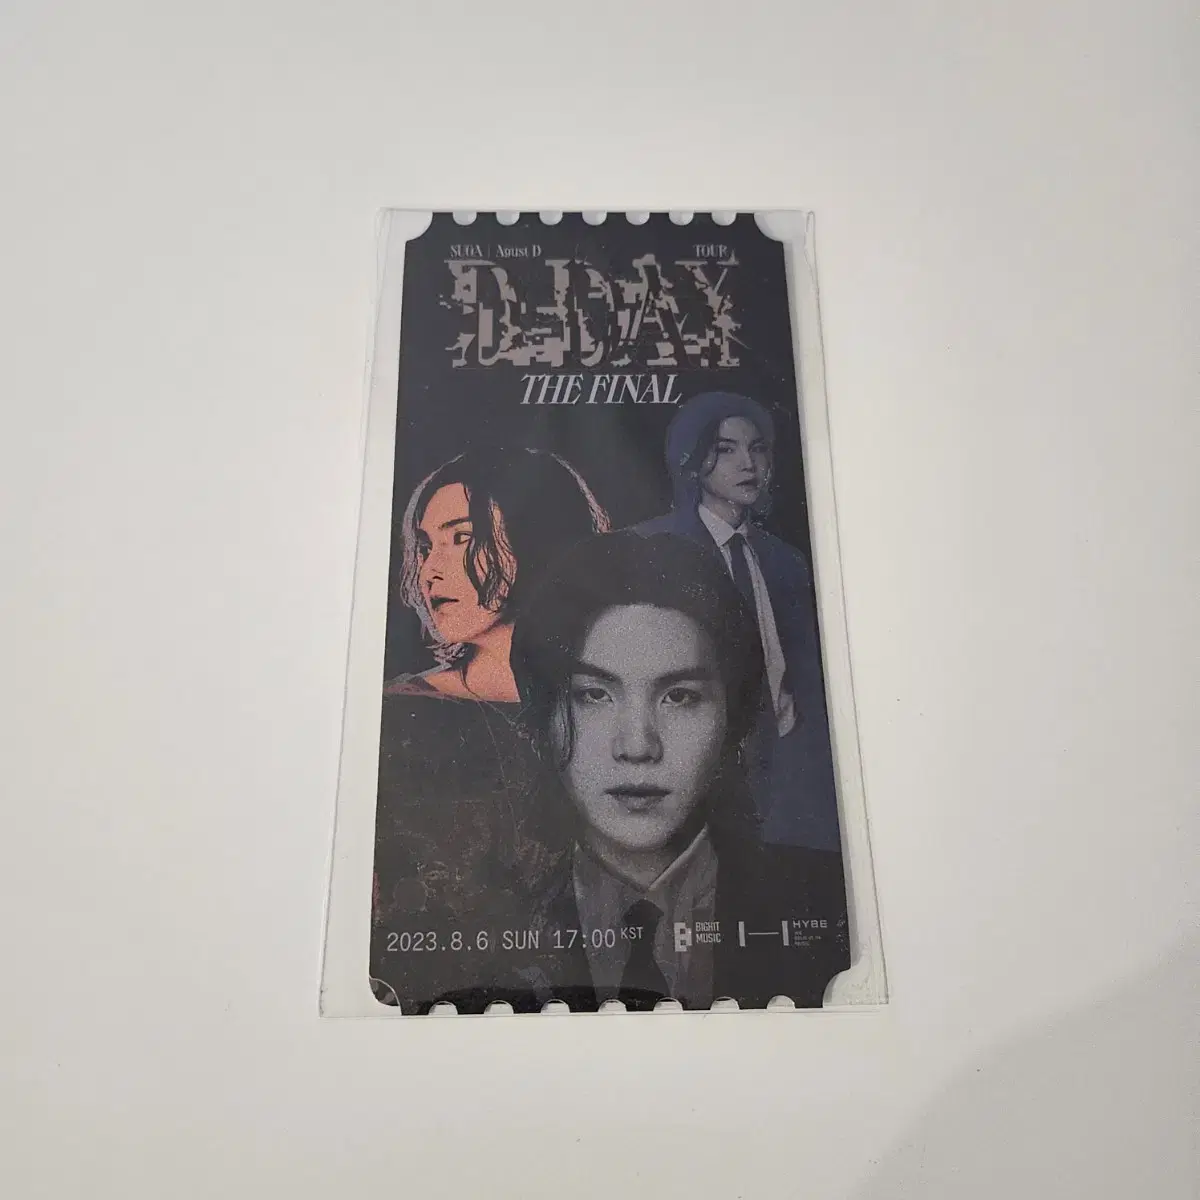 SUGA | Agust D TOUR
D-DAY
THE FINAL
2023.8.6 SUN 17:00 KST
BIGHIT
MUSIC
HYBE